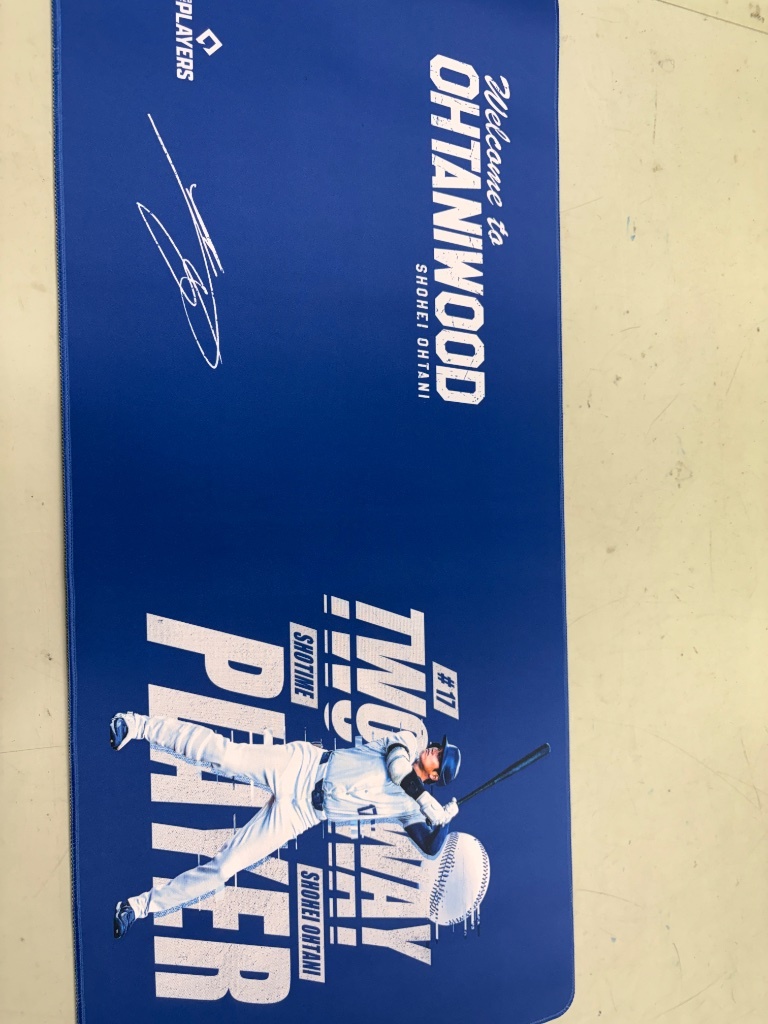 Welcome to
OHTANIWOOD
SHOHEI OHTANI
PLAYERS
#17
TWO WAY
SHOTIME
SHOHEI OHTANI
PLAYER